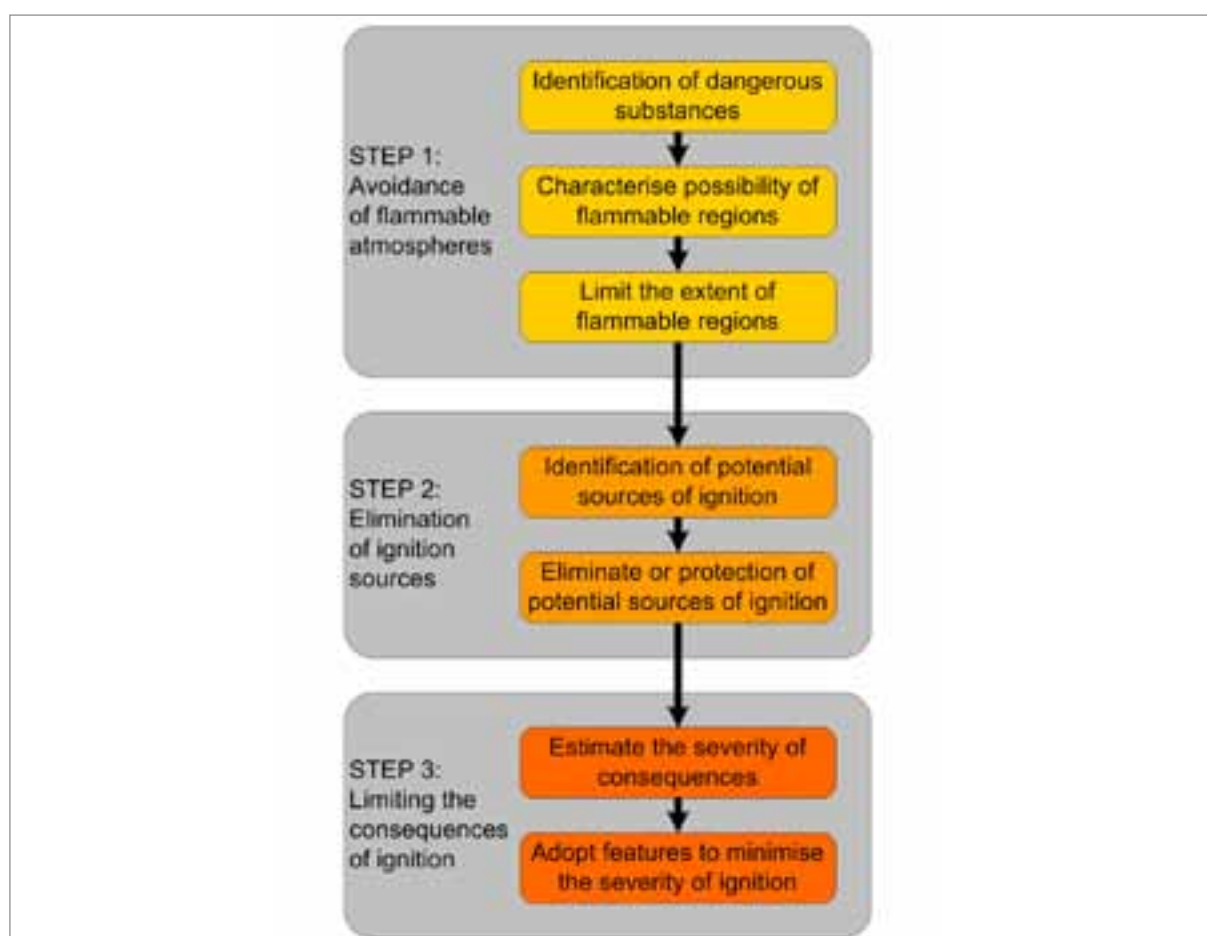 STEP 1:
Avoidance
of flammable
atmospheres
Identification of dangerous
substances
Characterise possibility of
flammable regions
Limit the extent of
flammable regions
STEP 2:
Elimination
of ignition
sources
Identification of potential
sources of ignition
Eliminate or protection of
potential sources of ignition
STEP 3:
Limiting the
consequences
of ignition
Estimate the severity of
consequences
Adopt features to minimise
the severity of ignition